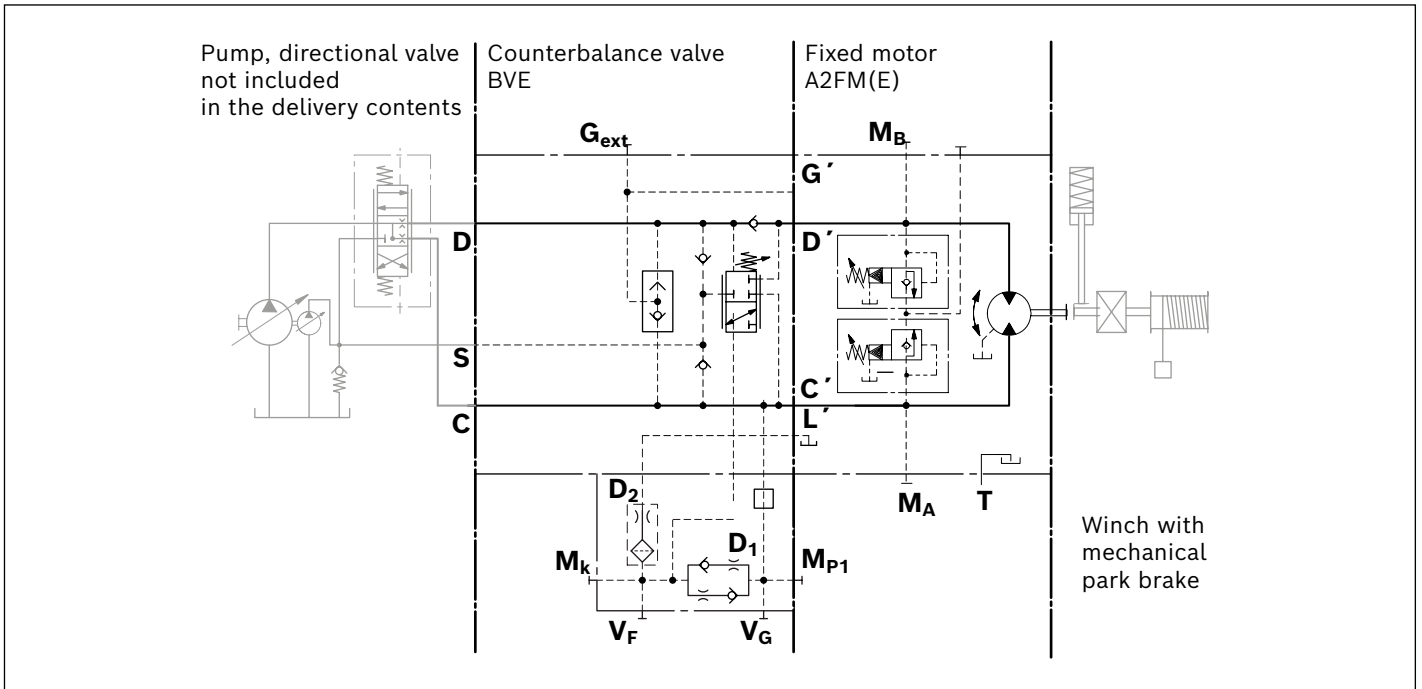 Pump, directional valve
not included
in the delivery contents
Counterbalance valve
BVE
Fixed motor
A2FM(E)
Gext
MB
G´
D
D´
S
C´
C
L´
D2
MA
T
D1
Mk
MP1
VF
VG
Winch with
mechanical
park brake